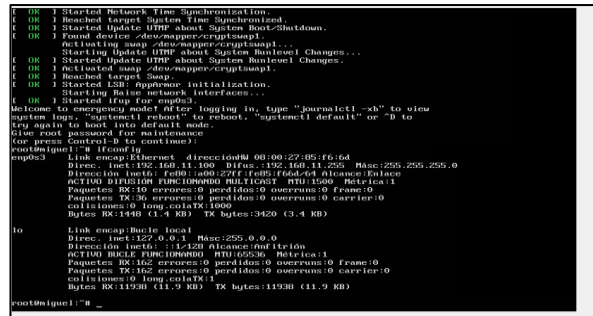 [  OK  ] Started Network Time Synchronization.
[  OK  ] Reached target System Time Synchronized.
[  OK  ] Started Update UTMP about System Boot/Shutdown.
[  OK  ] Found device /dev/mapper/cryptswap1.
Activating swap /dev/mapper/cryptswap1...
Starting Update UTMP about System Runlevel Changes...
[  OK  ] Started Update UTMP about System Runlevel Changes.
[  OK  ] Activated swap /dev/mapper/cryptswap1.
[  OK  ] Reached target Swap.
[  OK  ] Started LSB: AppArmor initialization.
Starting Raise network interfaces...
[  OK  ] Started ifup for enp0s3.
Welcome to emergency mode! After logging in, type "journalctl -xb" to view
system logs, "systemctl reboot" to reboot, "systemctl default" or ^D to
try again to boot into default mode.
Give root password for maintenance
(or press Control-D to continue):
root@miguel:~# ifconfig
enp0s3    Link encap:Ethernet  direcciónHW 08:00:27:85:f6:6d
Direc. inet:192.168.11.100  Difus.:192.168.11.255  Másc:255.255.255.0
Dirección inet6: fe80::a00:27ff:fe85:f66d/64 Alcance:Enlace
ACTIVO DIFUSIÓN FUNCIONANDO MULTICAST  MTU:1500  Métrica:1
Paquetes RX:10 errores:0 perdidos:0 overruns:0 frame:0
Paquetes TX:36 errores:0 perdidos:0 overruns:0 carrier:0
colisiones:0 long.colaTX:1000
Bytes RX:1448 (1.4 KB)  TX bytes:3420 (3.4 KB)
lo        Link encap:Bucle local
Direc. inet:127.0.0.1  Másc:255.0.0.0
Dirección inet6: ::1/128 Alcance:Anfitrión
ACTIVO BUCLE FUNCIONANDO  MTU:65536  Métrica:1
Paquetes RX:162 errores:0 perdidos:0 overruns:0 frame:0
Paquetes TX:162 errores:0 perdidos:0 overruns:0 carrier:0
colisiones:0 long.colaTX:1
Bytes RX:11938 (11.9 KB)  TX bytes:11938 (11.9 KB)
root@miguel:~# _